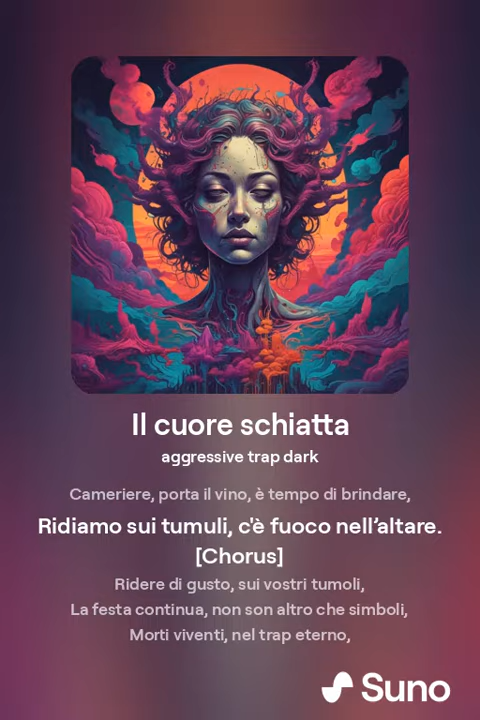 Il cuore schiatta
aggressive trap dark
Cameriere, porta il vino, è tempo di brindare,
Ridiamo sui tumuli, c'è fuoco nell’altare.
[Chorus]
Ridere di gusto, sui vostri tumoli,
La festa continua, non son altro che simboli,
Morti viventi, nel trap eterno,
Suno